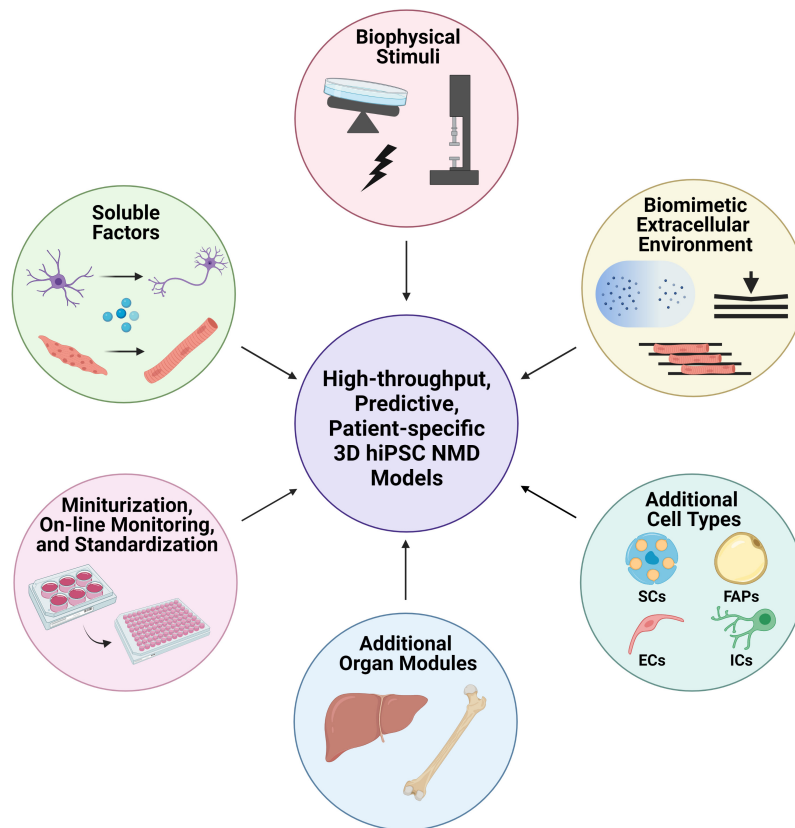 Biophysical
Stimuli
Soluble
Factors
Biomimetic
Extracellular
Environment
High-throughput,
Predictive,
Patient-specific
3D hiPSC NMD
Models
Miniturization,
On-line Monitoring,
and Standardization
Additional
Cell Types
SCs
FAPs
ECs
ICs
Additional
Organ Modules